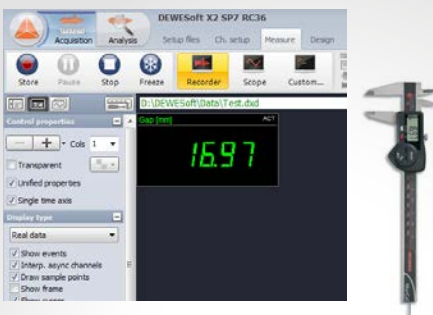 DEWESoft X2 SP7 RC36
Acquisition Analysis Setup files Ch. setup Measure Design
Store Pause Stop Freeze Recorder Scope Custom...
D:\DEWESoft\Data\Test.dxd
Control properties
Gap [mm] ACT
16.97
Cols 1
Transparent
Unified properties
Single time axis
Display type
Real data
Show events
Interp. async channels
Draw sample points
Show frame